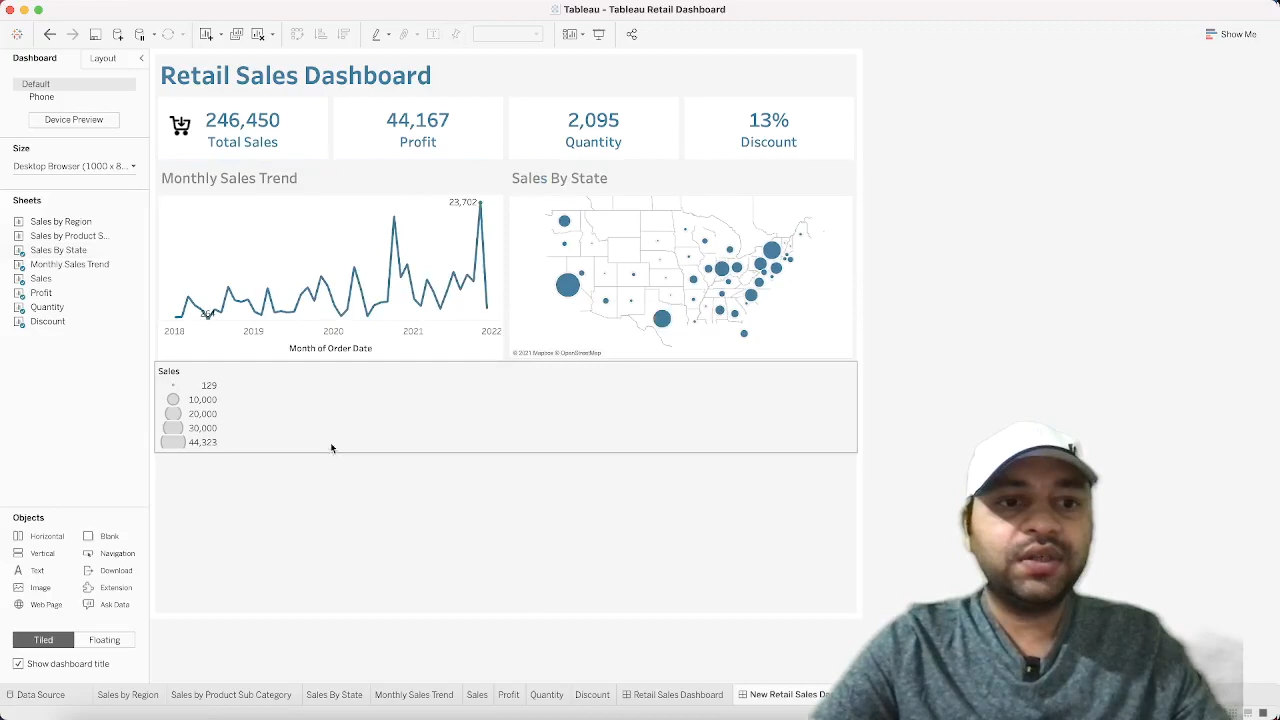 Tableau - Tableau Retail Dashboard
Show Me
Dashboard
Layout
Default
Phone
Device Preview
Size
Desktop Browser (1000 x 8...
Sheets
Sales by Region
Sales by Product S...
Sales By State
Monthly Sales Trend
Sales
Profit
Quantity
Discount
Objects
Horizontal
Blank
Vertical
Navigation
Text
Download
Image
Extension
Web Page
Ask Data
Tiled
Floating
Show dashboard title
Retail Sales Dashboard
246,450
Total Sales
44,167
Profit
2,095
Quantity
13%
Discount
Monthly Sales Trend
23,702
2018
2019
2020
2021
2022
Month of Order Date
Sales By State
© 2021 Mapbox © OpenStreetMap
Sales
129
10,000
20,000
30,000
44,323
Data Source
Sales by Region
Sales by Product Sub Category
Sales By State
Monthly Sales Trend
Sales
Profit
Quantity
Discount
Retail Sales Dashboard
New Retail Sales Da